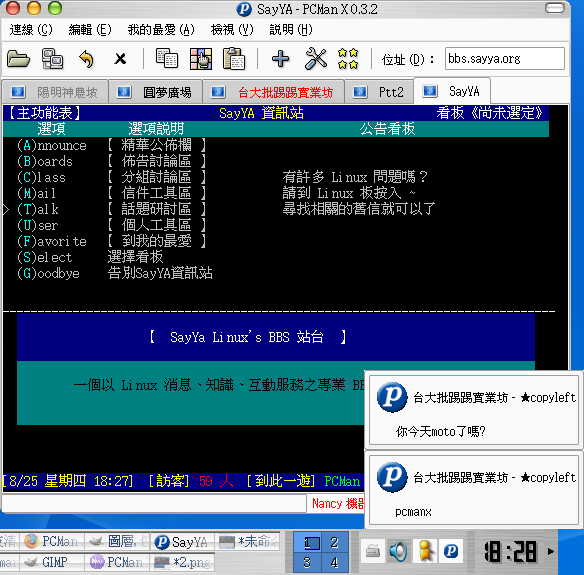 SayYA - PCMan X 0.3.2
連線 (C) 編輯 (E) 我的最愛 (A) 檢視 (V) 說明 (H)
位址 (D) : bbs.sayya.org
陽明神農坡 圓夢廣場 台大批踢踢實業坊 Ptt2 SayYA
【主功能表】 SayYa 資訊站 看板《尚未選定》
選項 選項說明 公告看板
(A)nnounce 【 精華公佈欄 】
(B)oards 【 佈告討論區 】
(C)lass 【 分組討論區 】 有許多 Linux 問題嗎？
(M)ail 【 信件工具區 】 請到 Linux 板按入 ~
(T)alk 【 話題研討區 】 尋找相關的舊信就可以了
(U)ser 【 個人工具區 】
(F)avorite 【 到我的最愛 】
(S)elect 選擇看板
(G)oodbye 告別SayYA資訊站
【 SayYa Linux's BBS 站台 】
一個以 Linux 消息、知識、互動服務之專業
台大批踢踢實業坊 - ★copyleft
你今天moto了嗎?
台大批踢踢實業坊 - ★copyleft
pcmanx
[8/25 星期四 18:27] [訪客] 59 人 [到此一遊] PCMan
Nancy
PCMan 圖層, SayYA *未命 1 2
GIMP PCMan *2.png 3 4
18:28